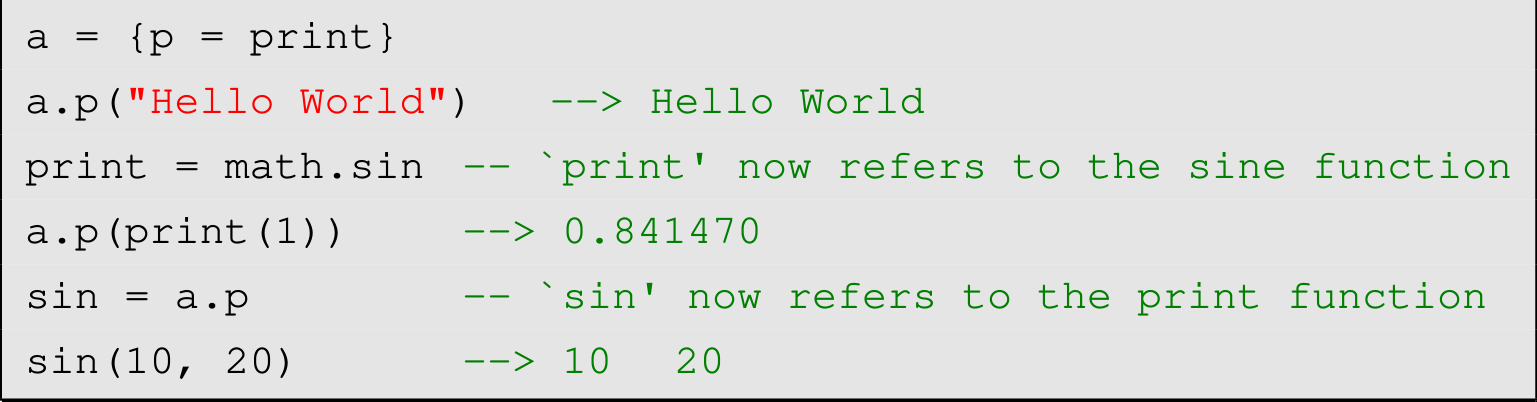 a = {p = print}
a.p("Hello World")   --> Hello World
print = math.sin  -- `print' now refers to the sine function
a.p(print(1))     --> 0.841470
sin = a.p         -- `sin' now refers to the print function
sin(10, 20)       --> 10   20